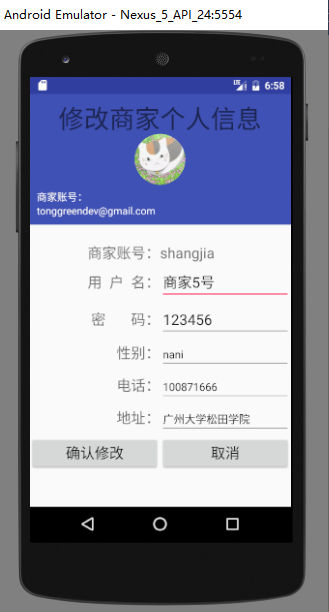 Android Emulator - Nexus_5_API_24:5554
6:58
修改商家个人信息
商家账号：
tonggreendev@gmail.com
商家账号： shangjia
用 户 名： 商家5号
密 码： 123456
性别： nani
电话： 100871666
地址： 广州大学松田学院
确认修改 取消